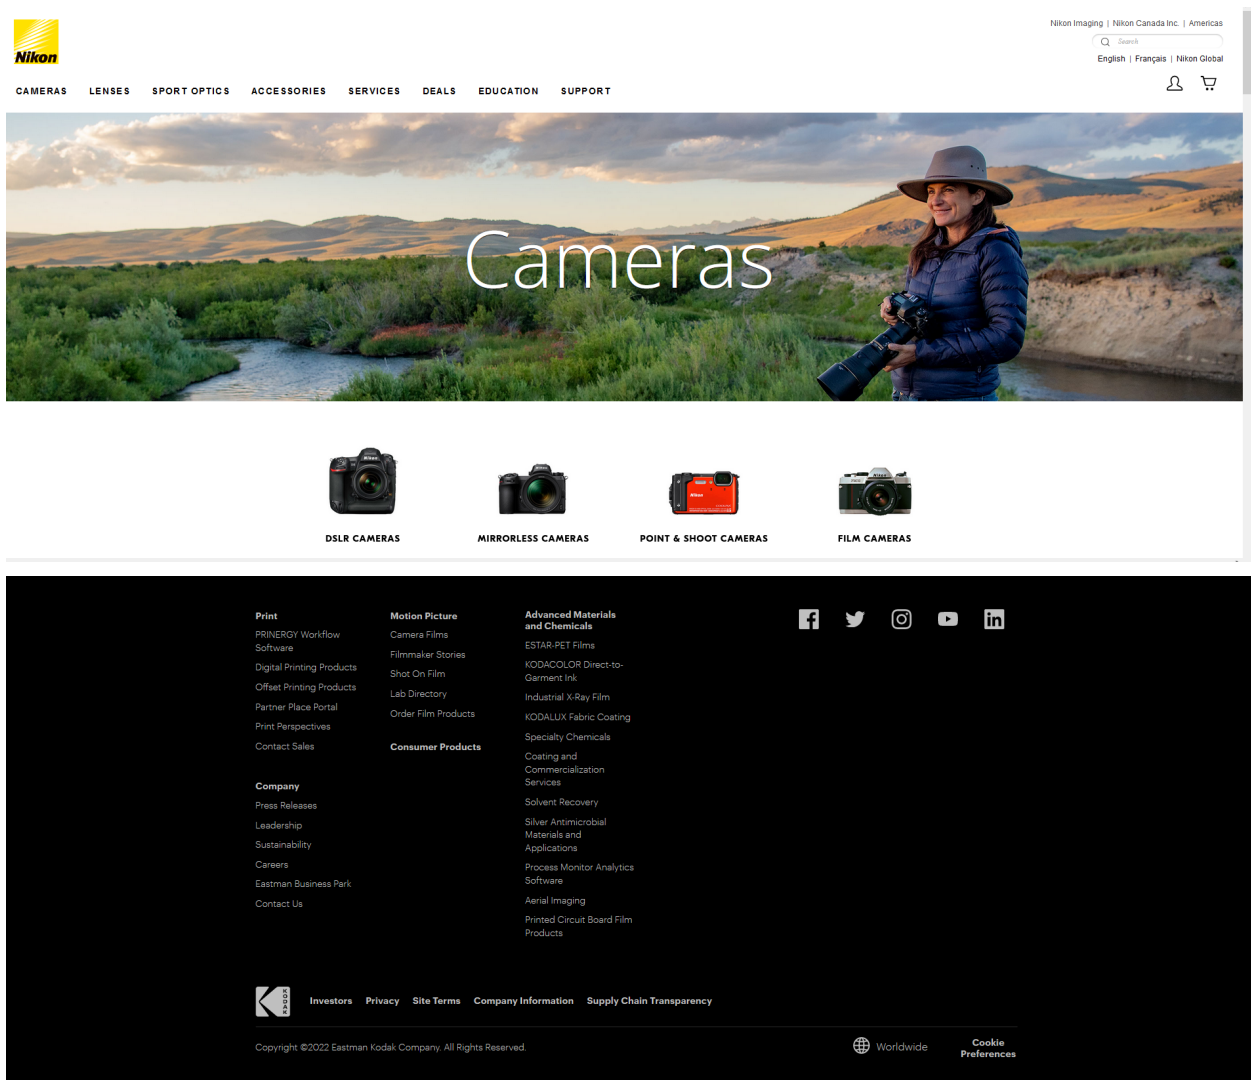 Nikon Imaging | Nikon Canada Inc. | Americas
Search
English | Français | Nikon Global
Nikon
CAMERAS LENSES SPORT OPTICS ACCESSORIES SERVICES DEALS EDUCATION SUPPORT
Cameras
DSLR CAMERAS
MIRRORLESS CAMERAS
POINT & SHOOT CAMERAS
FILM CAMERAS
Print
PRINERGY Workflow
Software
Digital Printing Products
Offset Printing Products
Partner Place Portal
Print Perspectives
Contact Sales
Company
Press Releases
Leadership
Sustainability
Careers
Eastman Business Park
Contact Us
Motion Picture
Camera Films
Filmmaker Stories
Shot On Film
Lab Directory
Order Film Products
Consumer Products
Advanced Materials
and Chemicals
ESTAR-PET Films
KODACOLOR Direct-to-
Garment Ink
Industrial X-Ray Film
KODALUX Fabric Coating
Specialty Chemicals
Coating and
Commercialization
Services
Solvent Recovery
Silver Antimicrobial
Materials and
Applications
Process Monitor Analytics
Software
Aerial Imaging
Printed Circuit Board Film
Products
KODAK
Investors Privacy Site Terms Company Information Supply Chain Transparency
Copyright ©2022 Eastman Kodak Company. All Rights Reserved.
Worldwide
Cookie
Preferences